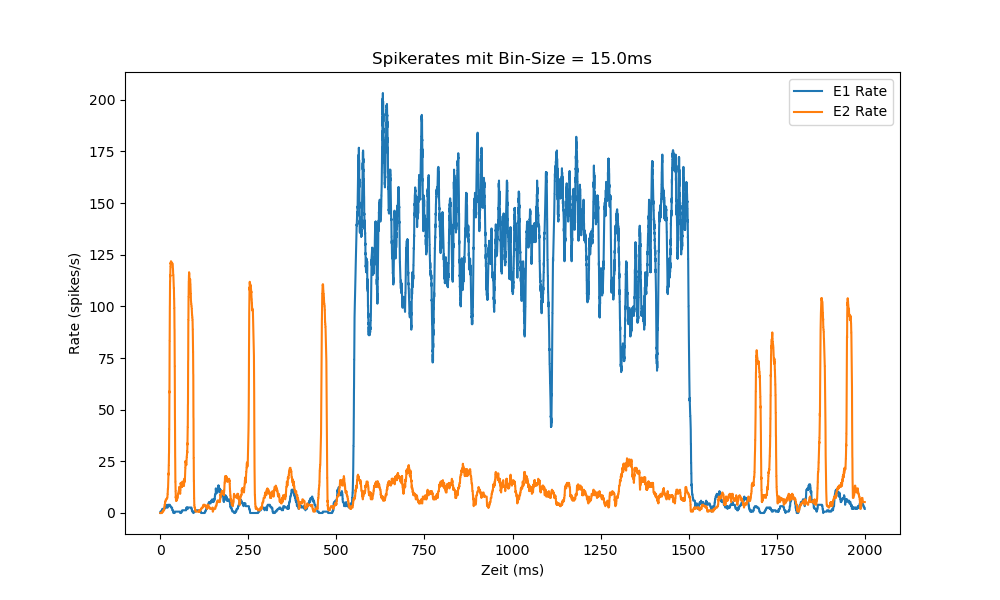 Spikerates mit Bin-Size = 15.0ms
E1 Rate
E2 Rate
200
175
150
125
100
75
50
25
0
Rate (spikes/s)
0 250 500 750 1000 1250 1500 1750 2000
Zeit (ms)